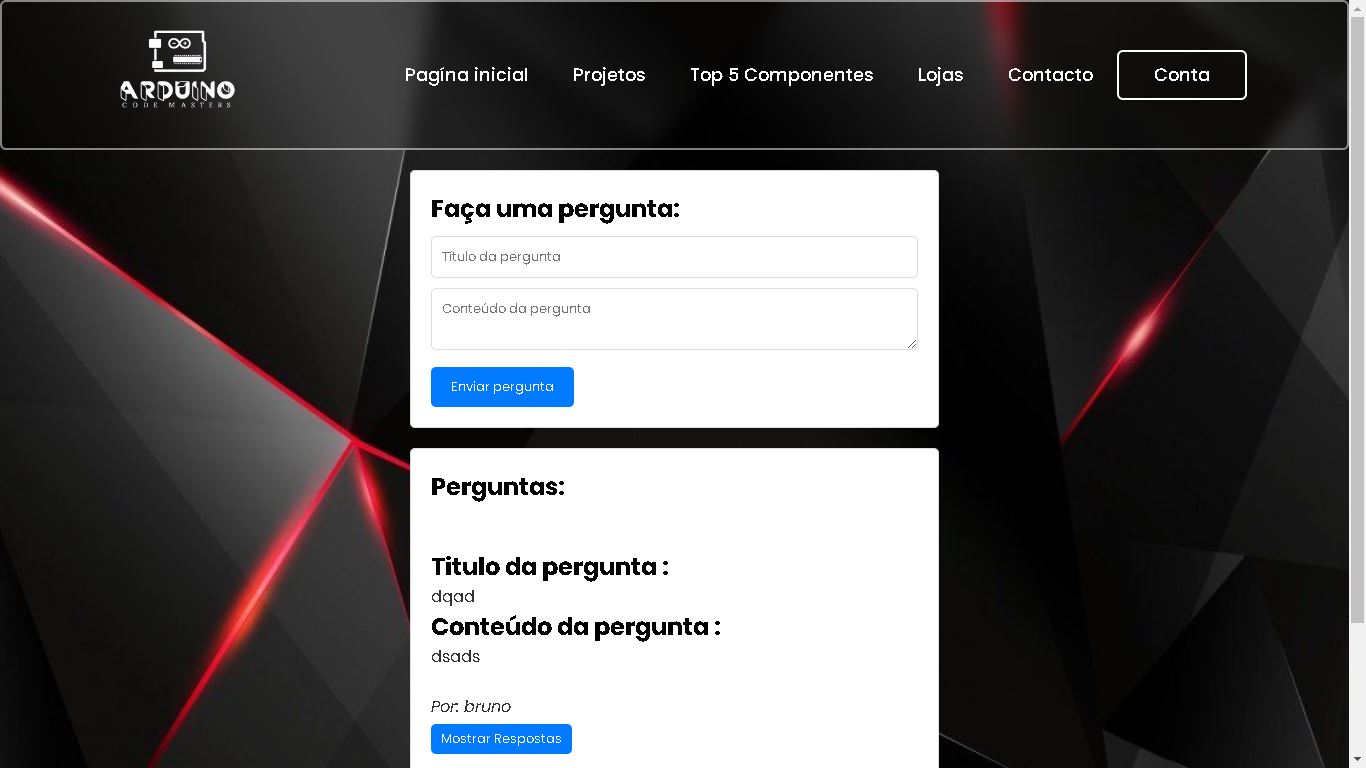 ARDUINO
CODE MASTERS
Pagína inicial
Projetos
Top 5 Componentes
Lojas
Contacto
Conta
Faça uma pergunta:
Título da pergunta
Conteúdo da pergunta
Enviar pergunta
Perguntas:
Titulo da pergunta :
dqad
Conteúdo da pergunta :
dsads
Por: bruno
Mostrar Respostas